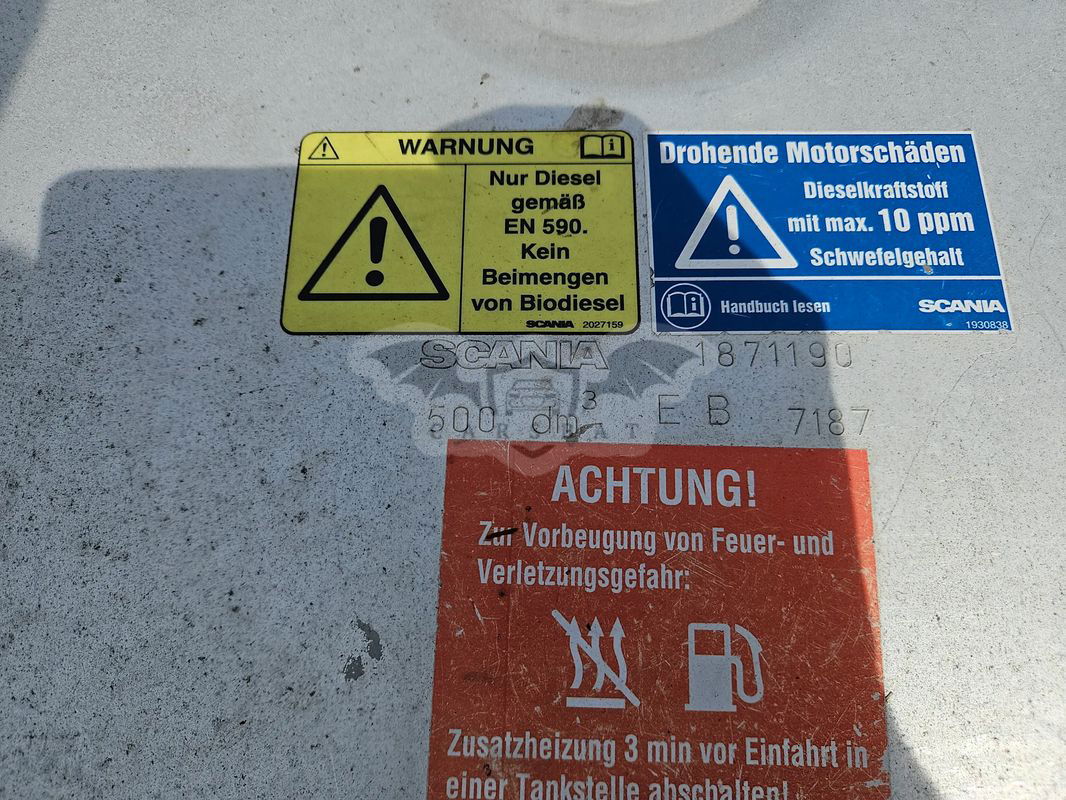 WARNUNG
Nur Diesel
gemäß
EN 590.
Kein
Beimengen
von Biodiesel
SCANIA 2027159
Drohende Motorschäden
Dieselkraftstoff
mit max. 10 ppm
Schwefelgehalt
Handbuch lesen
SCANIA
1930838
SCANIA 1871190
500 dm3 E B 7187
CARSPAT
ACHTUNG!
Zur Vorbeugung von Feuer- und
Verletzungsgefahr:
Zusatzheizung 3 min vor Einfahrt in
einer Tankstelle abschalten!